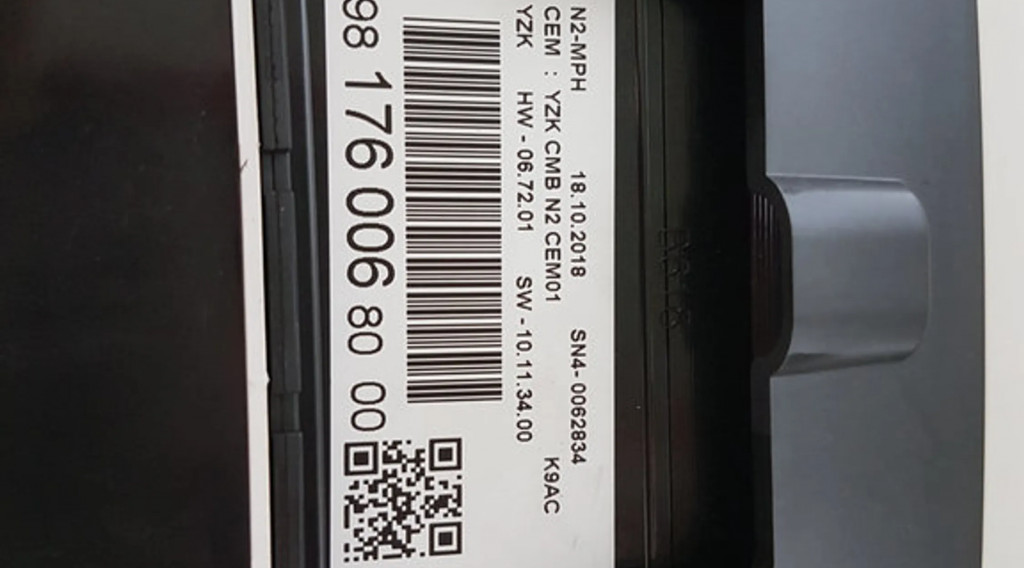 N2-MPH 18.10.2018 SN4- 0062834
CEM : YZK CMB N2 CEM01 K9AC
YZK HW - 06.72.01 SW -10.11.34.00
98 176 006 80 00